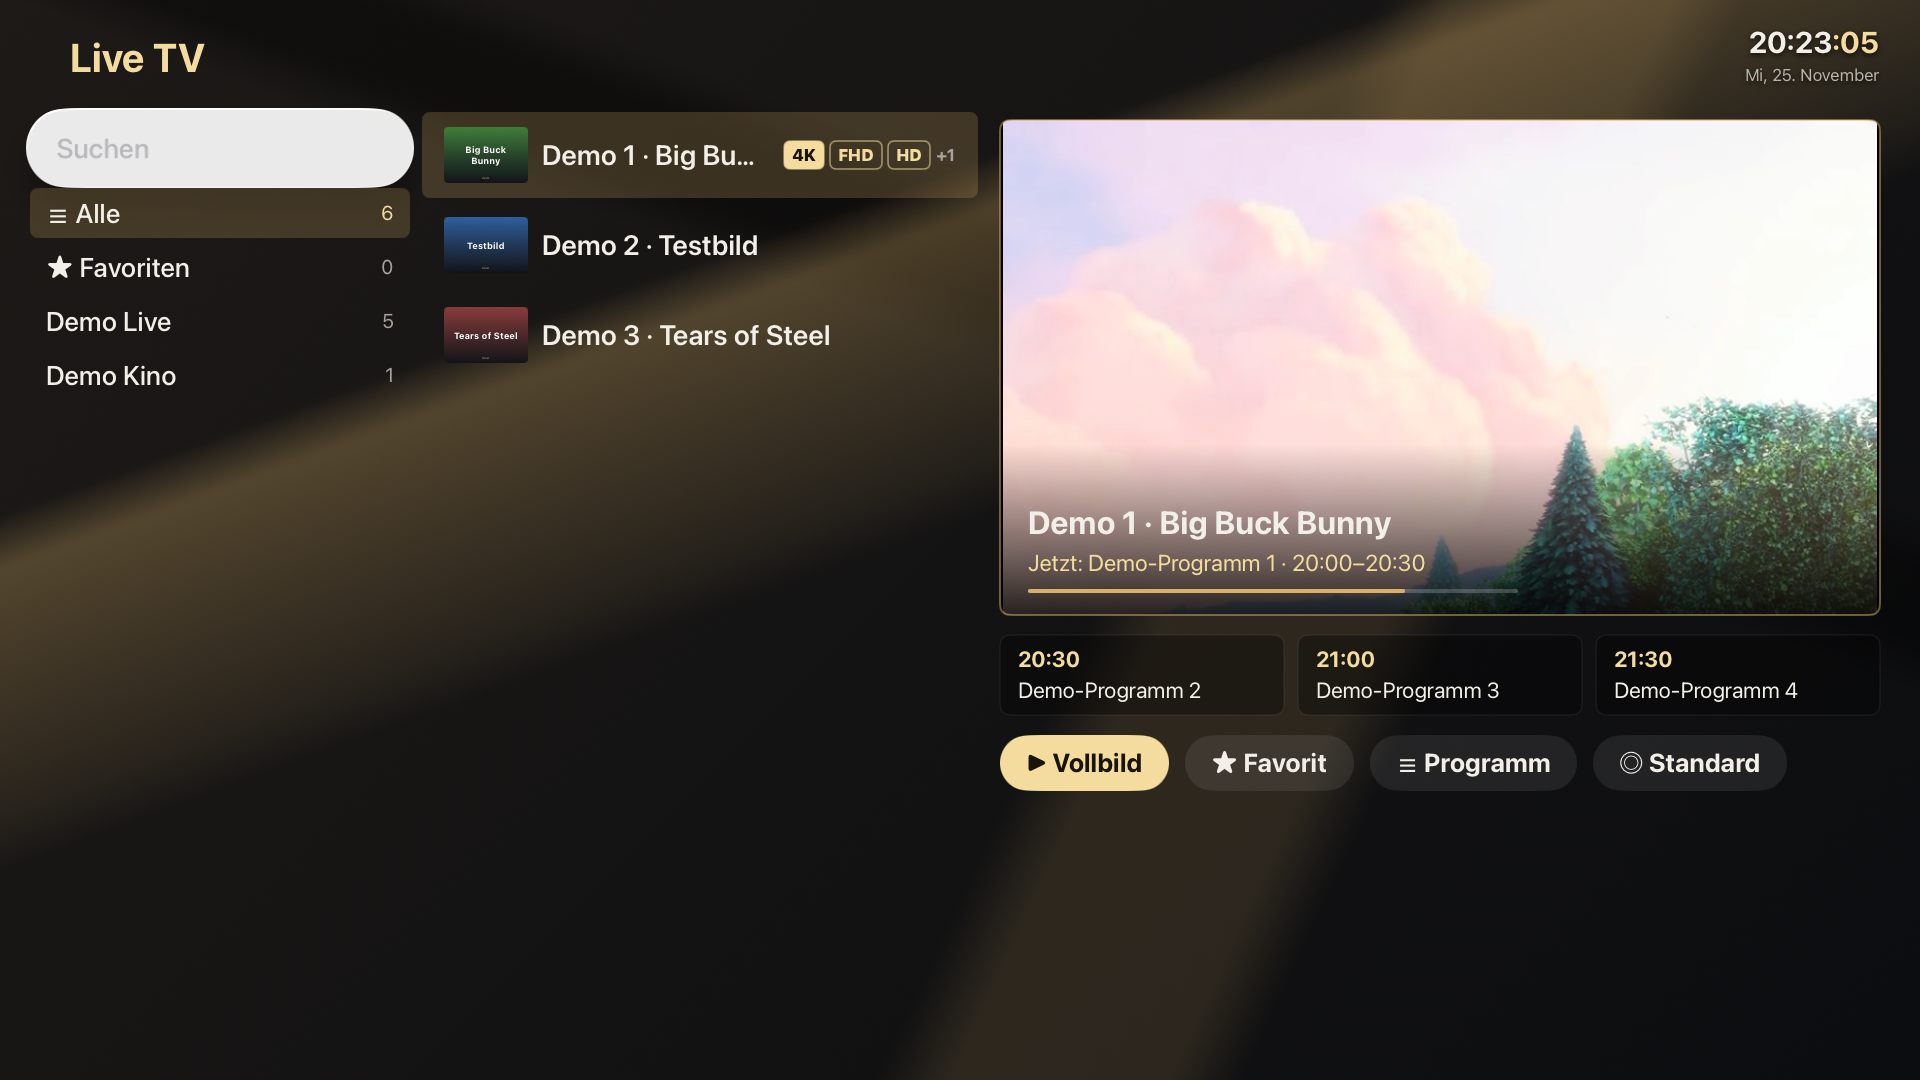 Live TV
20:23:05
Mi, 25. November
Suchen
Alle 6
Favoriten 0
Demo Live 5
Demo Kino 1
Big Buck
Bunny
Demo 1 · Big Bu... 4K FHD HD +1
Testbild
Demo 2 · Testbild
Tears of Steel
Demo 3 · Tears of Steel
Demo 1 · Big Buck Bunny
Jetzt: Demo-Programm 1 · 20:00–20:30
20:30
Demo-Programm 2
21:00
Demo-Programm 3
21:30
Demo-Programm 4
Vollbild
Favorit
Programm
Standard